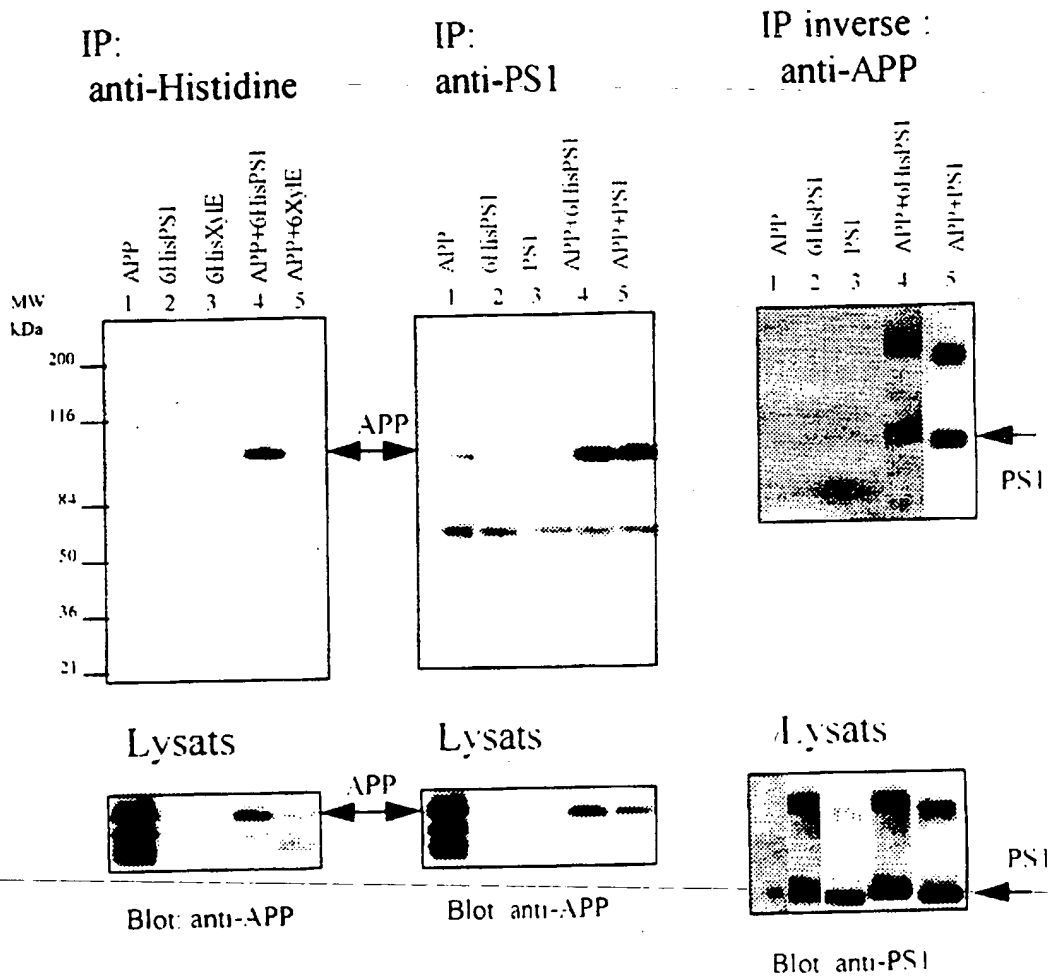 IP:
anti-Histidine
IP:
anti-PS1
IP inverse :
anti-APP
APP
6HisPS1
6HisXylE
APP+6HisPS1
APP+6XylE
1 2 3 4 5
APP
6HisPS1
PS1
APP+6HisPS1
APP+PS1
1 2 3 4 5
APP
6HisPS1
PS1
APP+6HisPS1
APP+PS1
1 2 3 4 5
MW
kDa
200
116
84
50
36
21
APP
PS1
Lysats
Lysats
Lysats
APP
PS1
Blot: anti-APP
Blot anti-APP
Blot anti-PS1